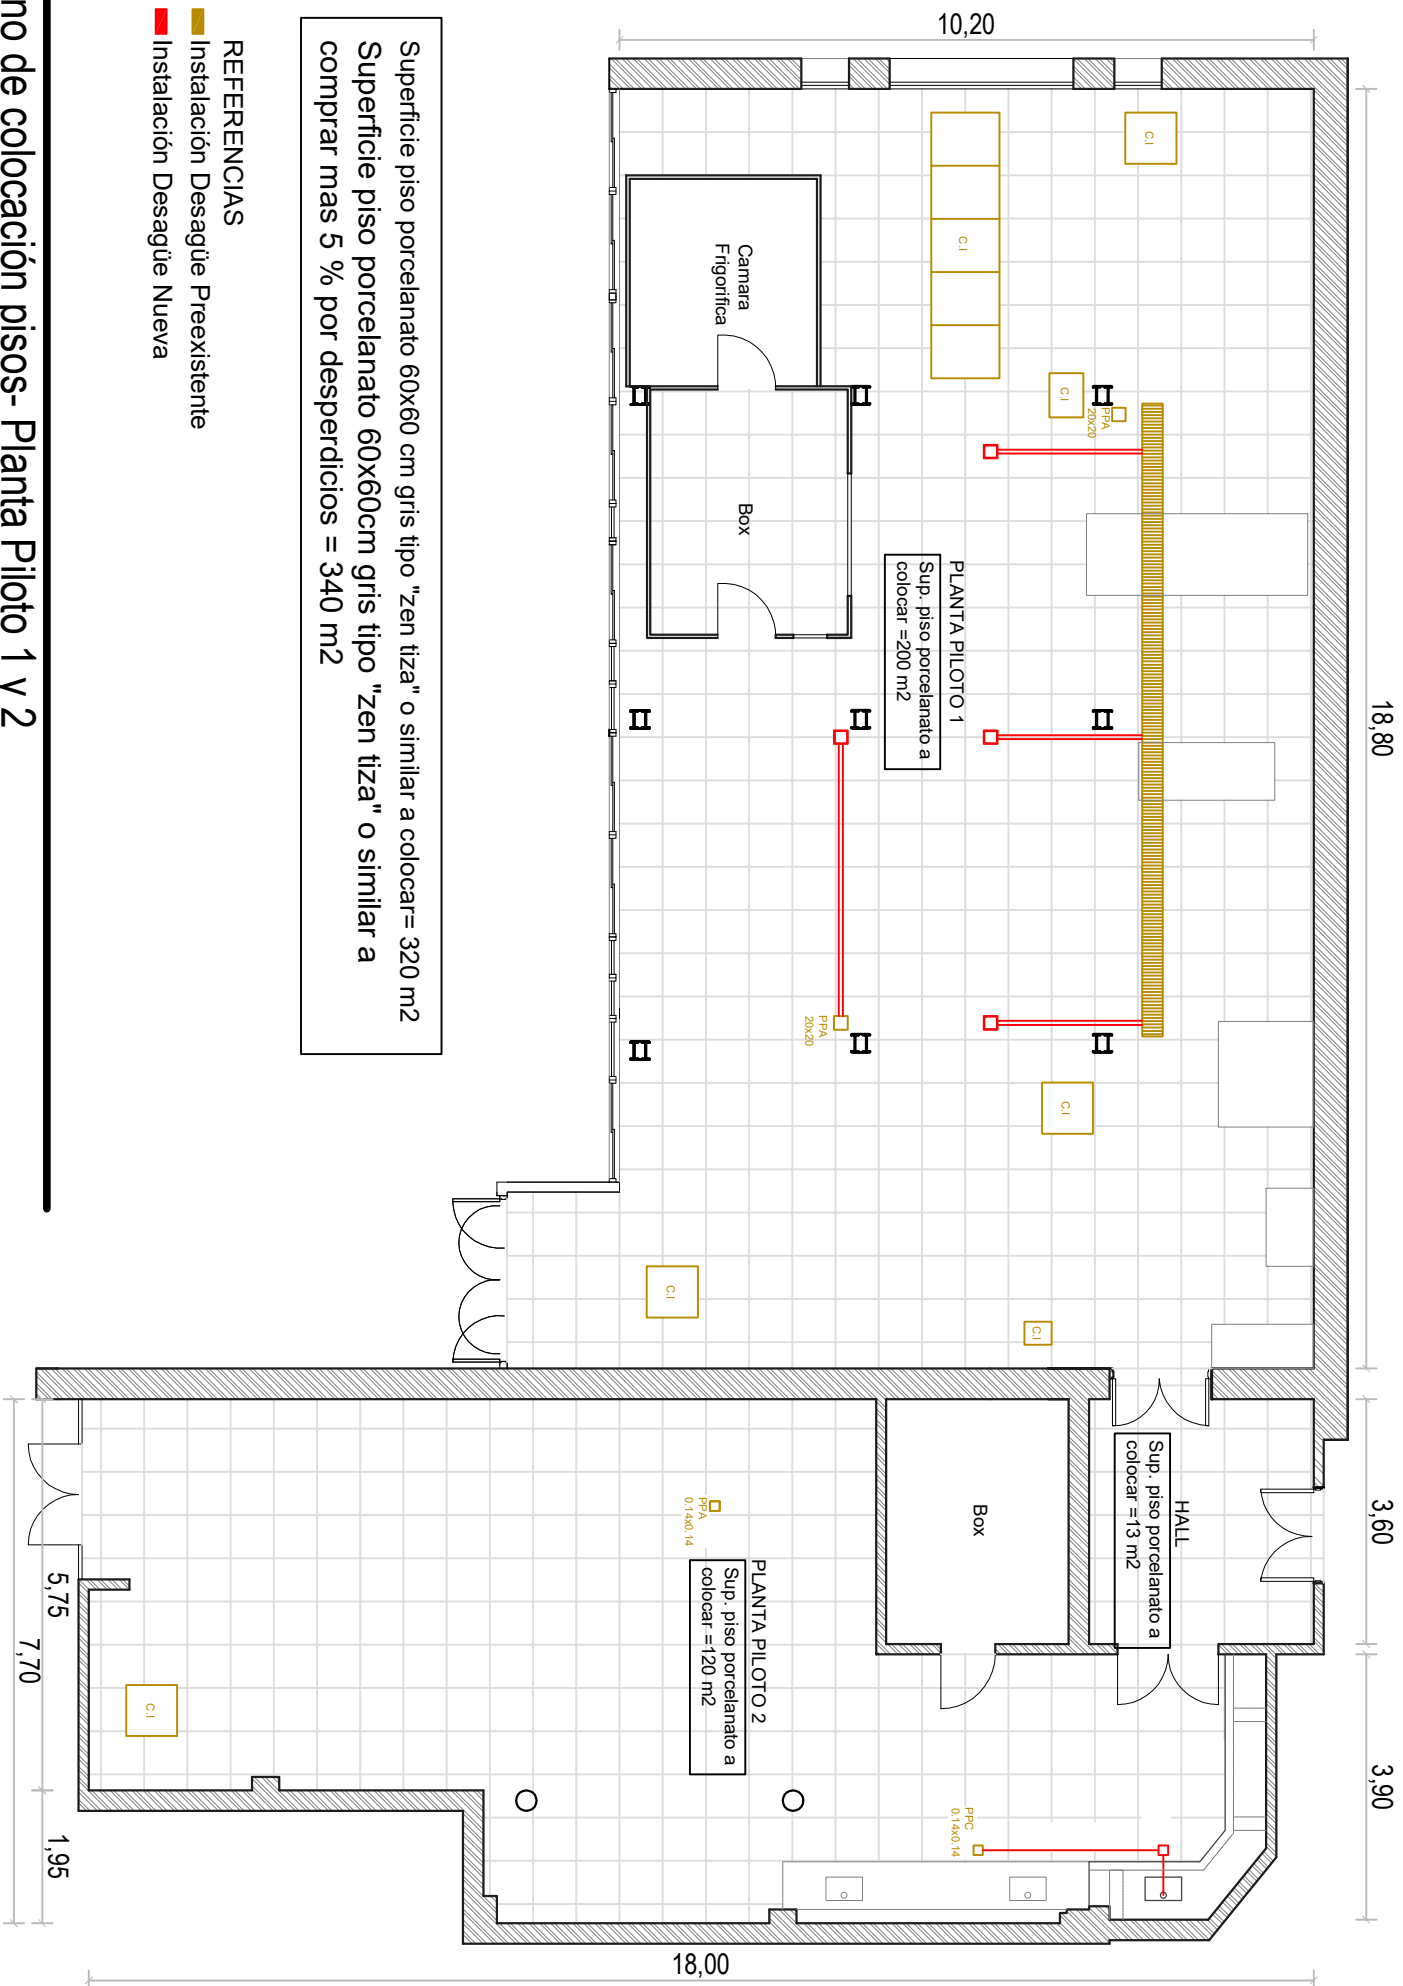 10,20
18,80
3,60
3,90
18,00
5,75
7,70
1,95
C.I
C.I
Camara
Frigorifica
C.I
PPA
20x20
Box
PLANTA PILOTO 1
Sup. piso porcelanato a
colocar =200 m2
PPA
20x20
C.I
C.I
C.I
HALL
Sup. piso porcelanato a
colocar =13 m2
Box
PPA
0.14x0.14
PLANTA PILOTO 2
Sup. piso porcelanato a
colocar =120 m2
C.I
PPC
0.14x0.14
Superficie piso porcelanato 60x60 cm gris tipo "zen tiza" o similar a colocar= 320 m2
Superficie piso porcelanato 60x60cm gris tipo "zen tiza" o similar a
comprar mas 5 % por desperdicios = 340 m2
REFERENCIAS
Instalación Desagüe Preexistente
Instalación Desagüe Nueva
no de colocación pisos- Planta Piloto 1 y 2